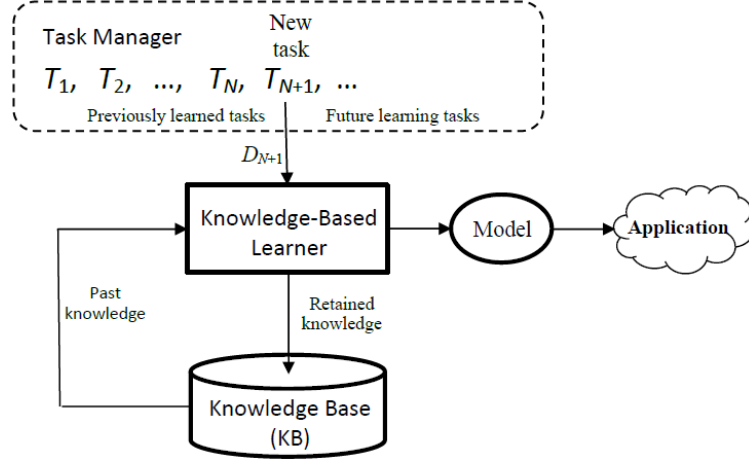 New
Task Manager
task
T1, T2, ..., TN, TN+1, ...
Previously learned tasks
Future learning tasks
DN+1
Knowledge-Based
Learner
Model
Application
Past
knowledge
Retained
knowledge
Knowledge Base
(KB)